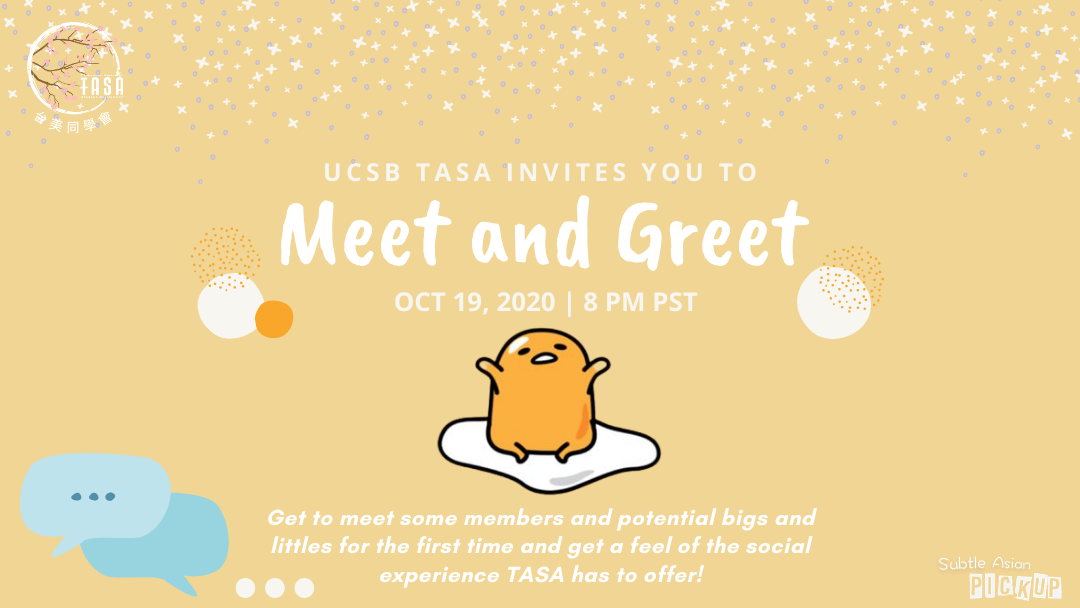 TASA
台美同學會
UCSB TASA INVITES YOU TO
Meet and Greet
OCT 19, 2020 | 8 PM PST
Get to meet some members and potential bigs and
littles for the first time and get a feel of the social
experience TASA has to offer!
Subtle Asian
PICKUP